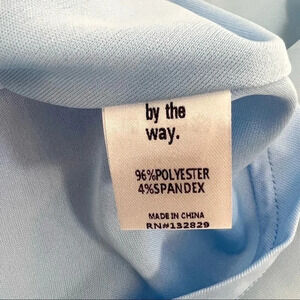 by the
way.
96%POLYESTER
4%SPANDEX
MADE IN CHINA
RN#132829